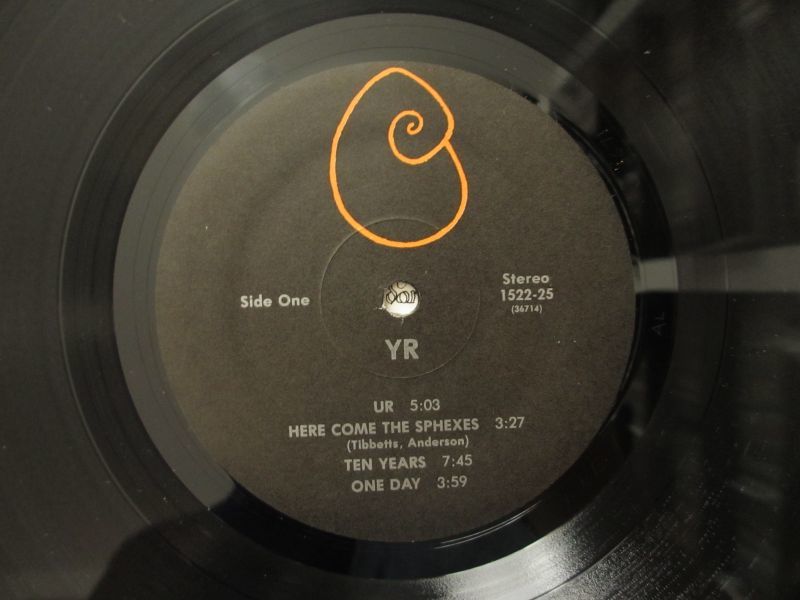 Side One
Stereo
1522-25
(36714)
YR
UR 5:03
HERE COME THE SPHEXES 3:27
(Tibbetts, Anderson)
TEN YEARS 7:45
ONE DAY 3:59
AL